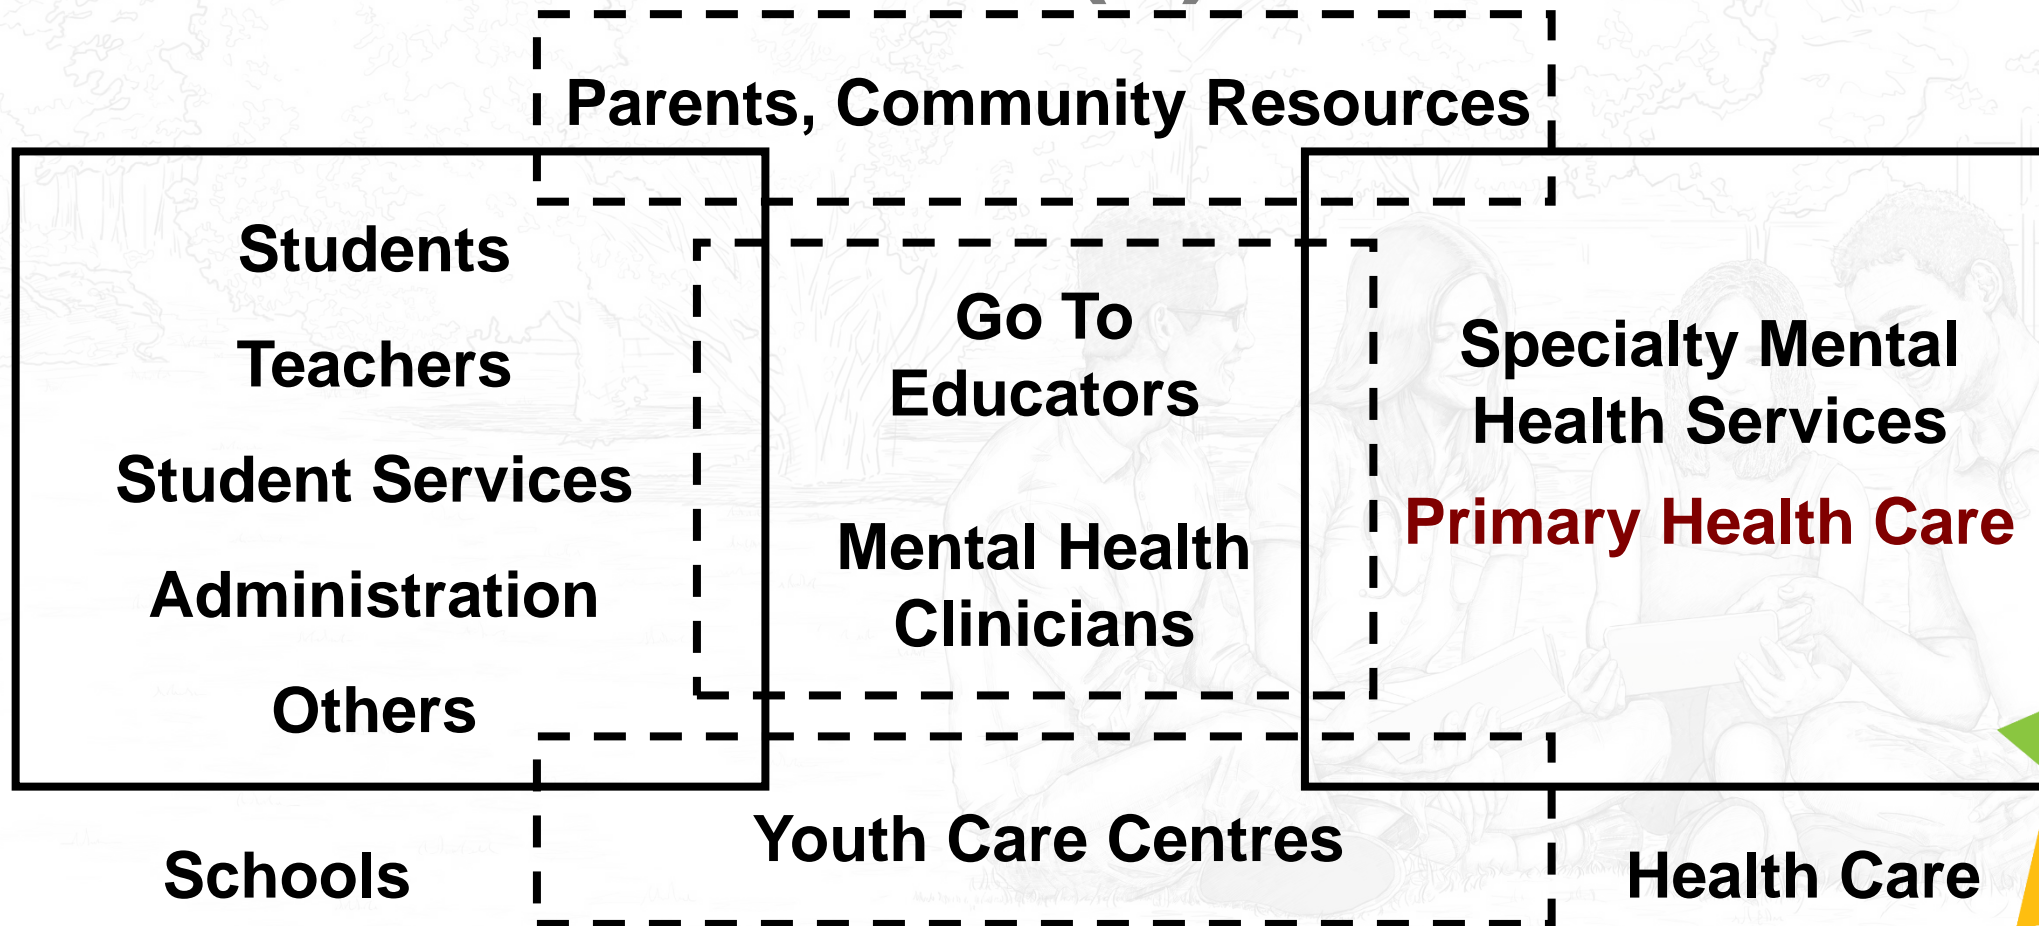 Parents, Community Resources
Students
Teachers
Student Services
Administration
Others
Go To
Educators
Mental Health
Clinicians
Specialty Mental
Health Services
Primary Health Care
Schools
Youth Care Centres
Health Care